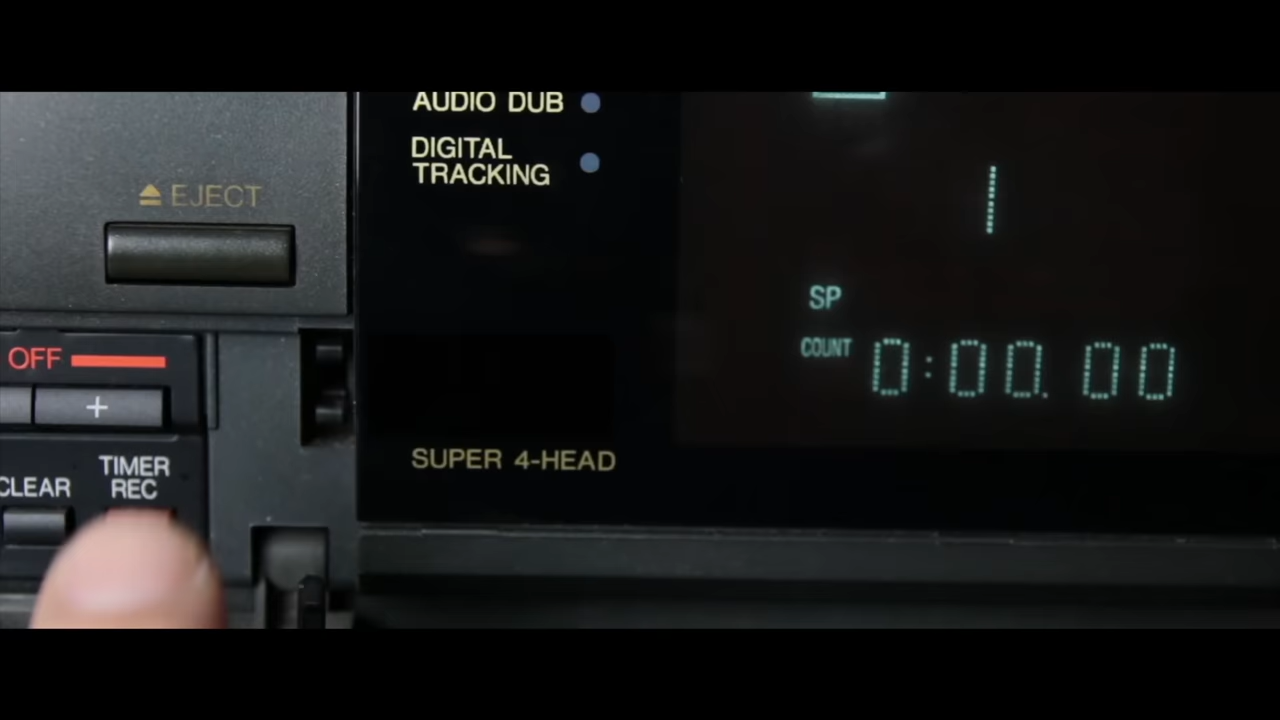 AUDIO DUB
DIGITAL
TRACKING
EJECT
SP
COUNT 0:00.00
OFF
+
SUPER 4-HEAD
CLEAR
TIMER
REC